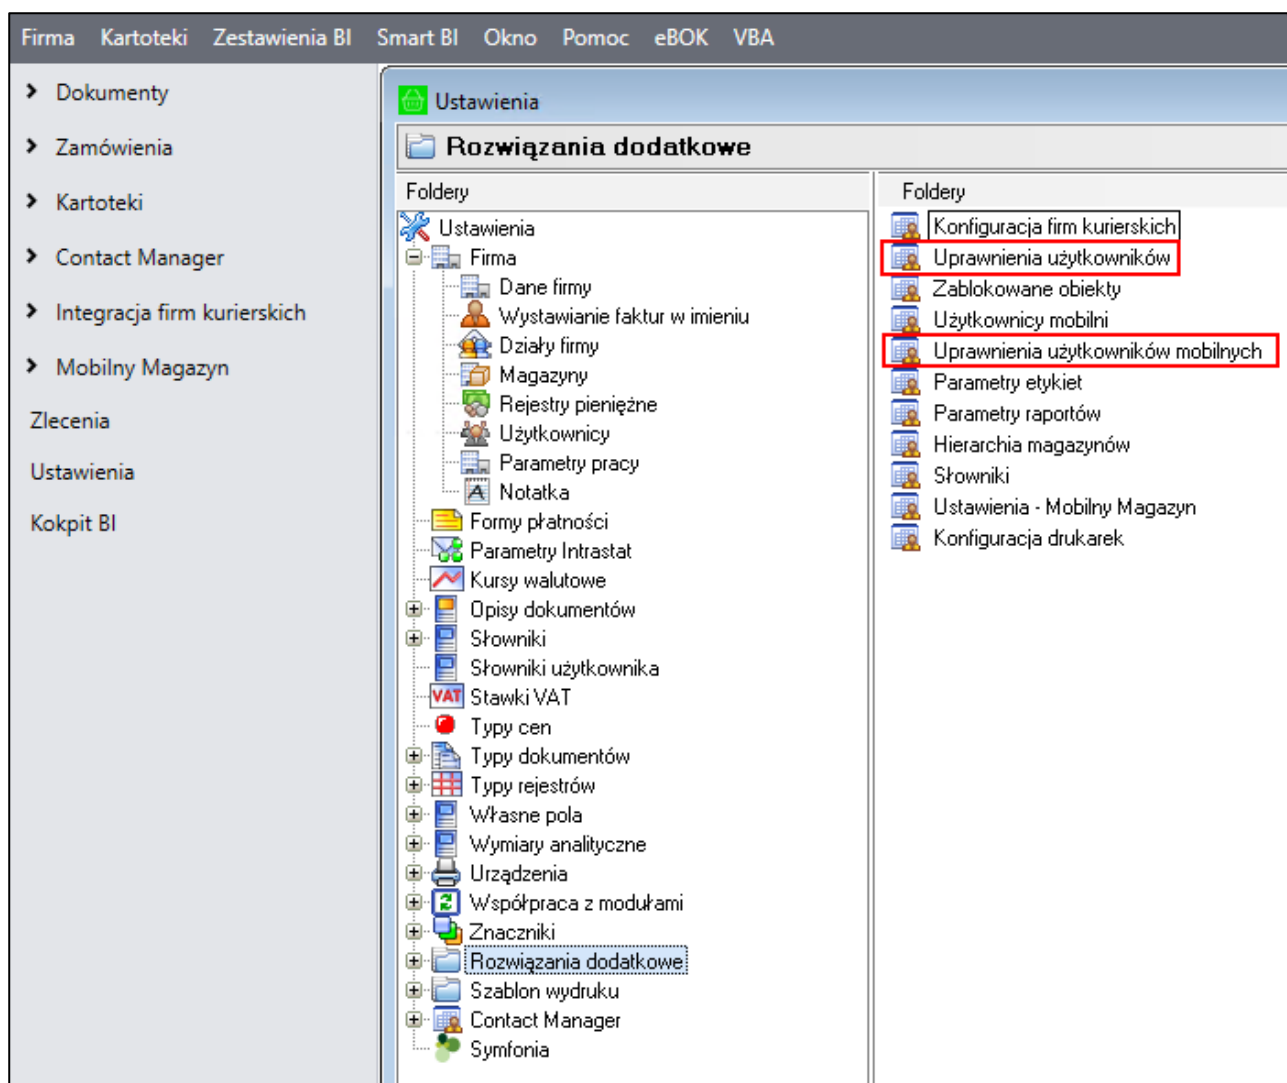 Firma Kartoteki Zestawienia BI Smart BI Okno Pomoc eBOK VBA
Dokumenty
Zamówienia
Kartoteki
Contact Manager
Integracja firm kurierskich
Mobilny Magazyn
Zlecenia
Ustawienia
Kokpit BI
Ustawienia
Rozwiązania dodatkowe
Foldery
Ustawienia
Firma
Dane firmy
Wystawianie faktur w imieniu
Działy firmy
Magazyny
Rejestry pieniężne
Użytkownicy
Parametry pracy
Notatka
Formy płatności
Parametry Intrastat
Kursy walutowe
Opisy dokumentów
Słowniki
Słowniki użytkownika
VAT Stawki VAT
Typy cen
Typy dokumentów
Typy rejestrów
Własne pola
Wymiary analityczne
Urządzenia
Współpraca z modułami
Znaczniki
Rozwiązania dodatkowe
Szablon wydruku
Contact Manager
Symfonia
Foldery
Konfiguracja firm kurierskich
Uprawnienia użytkowników
Zablokowane obiekty
Użytkownicy mobilni
Uprawnienia użytkowników mobilnych
Parametry etykiet
Parametry raportów
Hierarchia magazynów
Słowniki
Ustawienia - Mobilny Magazyn
Konfiguracja drukarek